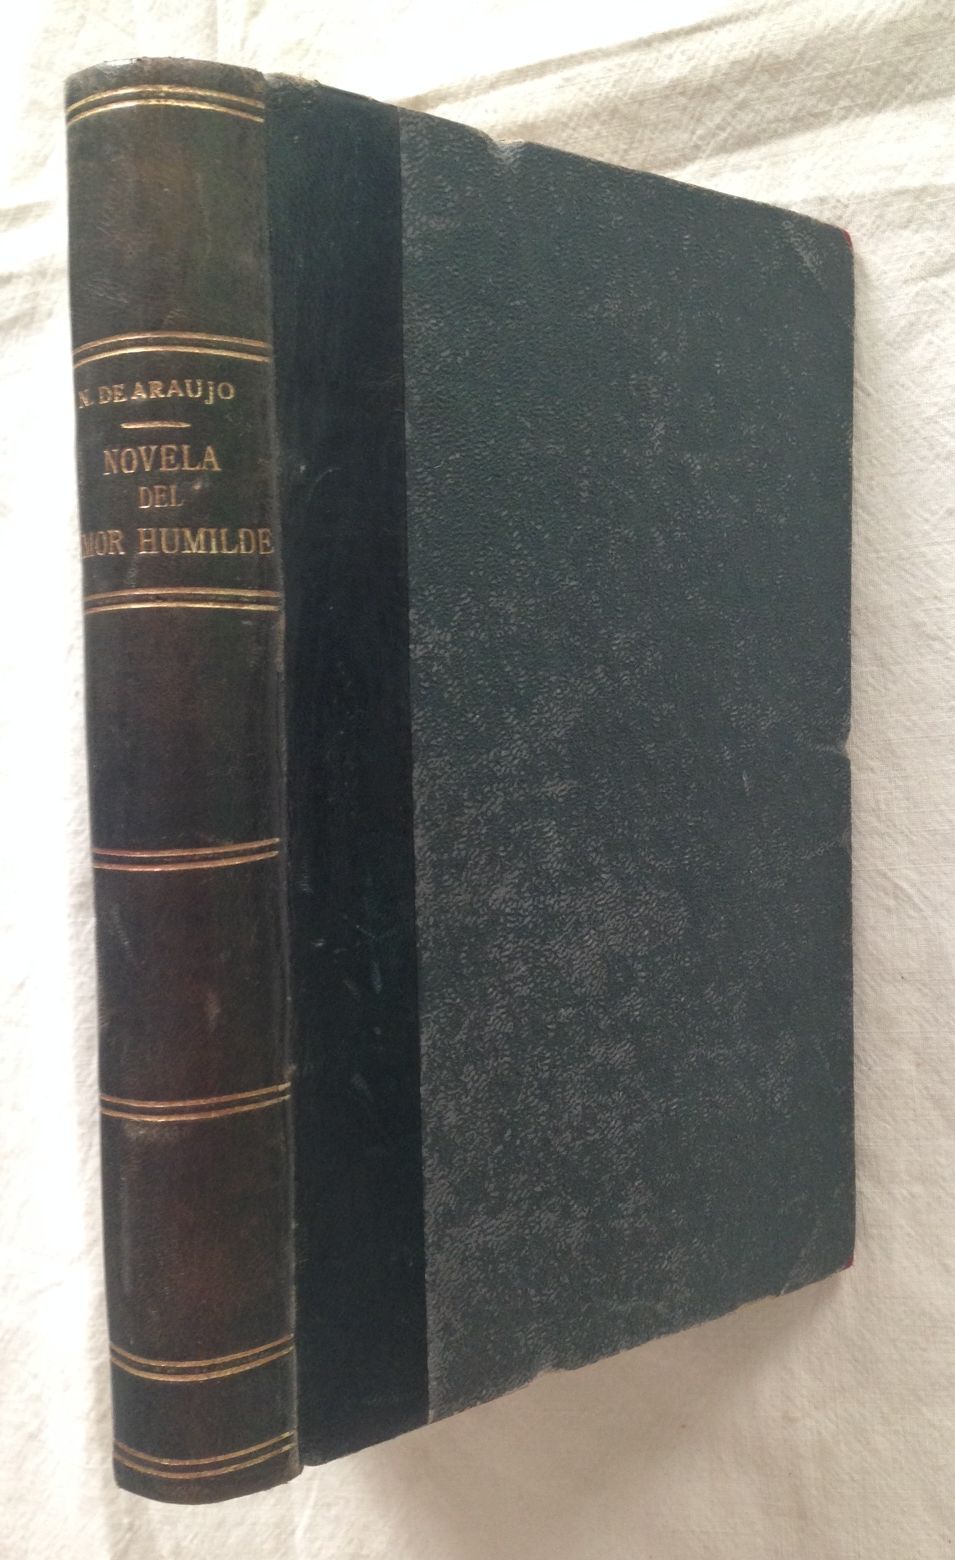 N. DE ARAUJO
NOVELA
DEL
MOR HUMILDE